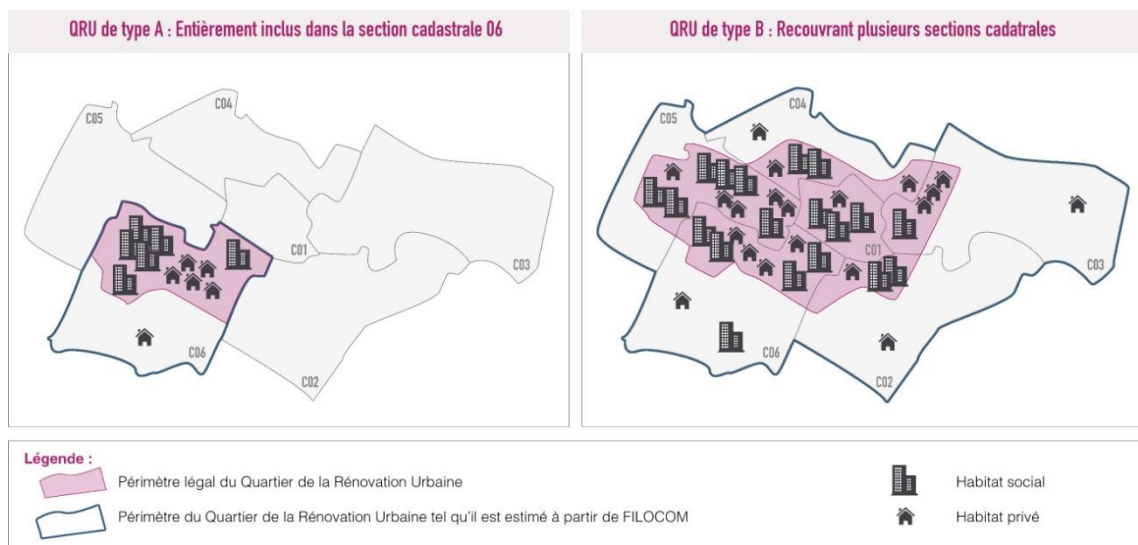 QRU de type A : Entièrement inclus dans la section cadastrale 06
C05
C04
C01
C03
C06
C02
QRU de type B : Recouvrant plusieurs sections cadatrales
C05
C04
C01
C03
C06
C02
Légende :
Périmètre légal du Quartier de la Rénovation Urbaine
Périmètre du Quartier de la Rénovation Urbaine tel qu'il est estimé à partir de FILOCOM
Habitat social
Habitat privé